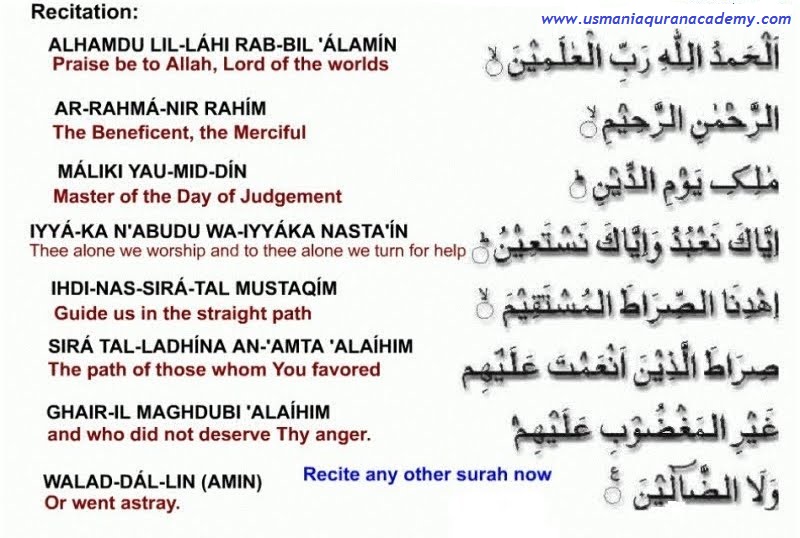 Recitation:
www.usmaniaquranacademy.com
ALHAMDU LIL-LÁHI RAB-BIL 'ÁLAMÍN
Praise be to Allah, Lord of the worlds
اَلْحَمْدُ لِلّٰهِ رَبِّ الْعٰلَمِيْنَ ۙ
AR-RAHMÁ-NIR RAHÍM
The Beneficent, the Merciful
الرَّحْمٰنِ الرَّحِيْمِ ۙ
MÁLIKI YAU-MID-DÍN
Master of the Day of Judgement
مٰلِكِ يَوْمِ الدِّيْنِ ؕ
IYYÁ-KA N'ABUDU WA-IYYÁKA NASTA'ÍN
Thee alone we worship and to thee alone we turn for help
اِيَّاكَ نَعْبُدُ وَاِيَّاكَ نَسْتَعِيْنُ ؕ
IHDI-NAS-SIRÁ-TAL MUSTAQÍM
Guide us in the straight path
اِهْدِنَا الصِّرَاطَ الْمُسْتَقِيْمَ ۙ
SIRÁ TAL-LADHÍNA AN-'AMTA 'ALAÍHIM
The path of those whom You favored
صِرَاطَ الَّذِيْنَ اَنْعَمْتَ عَلَيْهِم
GHAIR-IL MAGHDUBI 'ALAÍHIM
and who did not deserve Thy anger.
غَيْرِ الْمَغْضُوْبِ عَلَيْهِمْ
WALAD-DÁL-LIN (AMIN)
Or went astray.
Recite any other surah now
وَلَا الضَّآلِّيْنَ ۧ